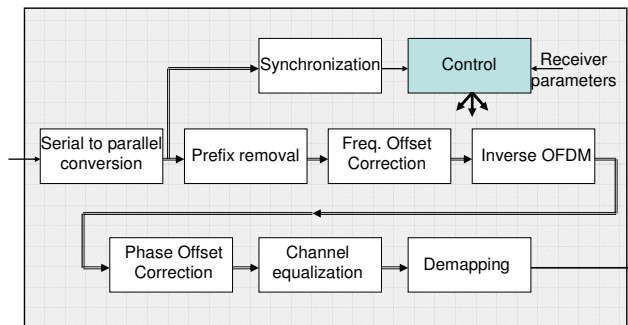 Synchronization
Control
Receiver
parameters
Serial to parallel
conversion
Prefix removal
Freq. Offset
Correction
Inverse OFDM
Phase Offset
Correction
Channel
equalization
Demapping